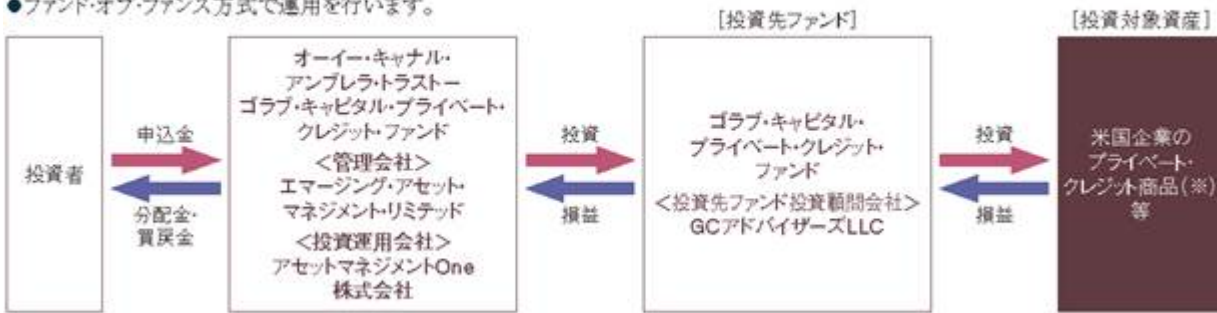 ●ファンド・オブ・ファンズ方式で運用を行います。
[投資先ファンド]
[投資対象資産]
投資者
申込金
分配金・
買戻金
オーイー・キャナル・
アンブレラ・トラストー
ゴラブ・キャピタル・プライベート・
クレジット・ファンド
<管理会社>
エマージング・アセット・
マネジメント・リミテッド
<投資運用会社>
アセットマネジメントOne
株式会社
投資
損益
ゴラブ・キャピタル・
プライベート・クレジット・
ファンド
<投資先ファンド投資顧問会社>
GCアドバイザーズLLC
投資
損益
米国企業の
プライベート・
クレジット商品(※)
等